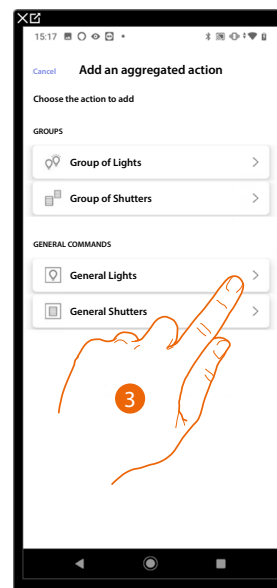 15:17
Cancel Add an aggregated action
Choose the action to add
GROUPS
Group of Lights
Group of Shutters
GENERAL COMMANDS
General Lights
General Shutters
3